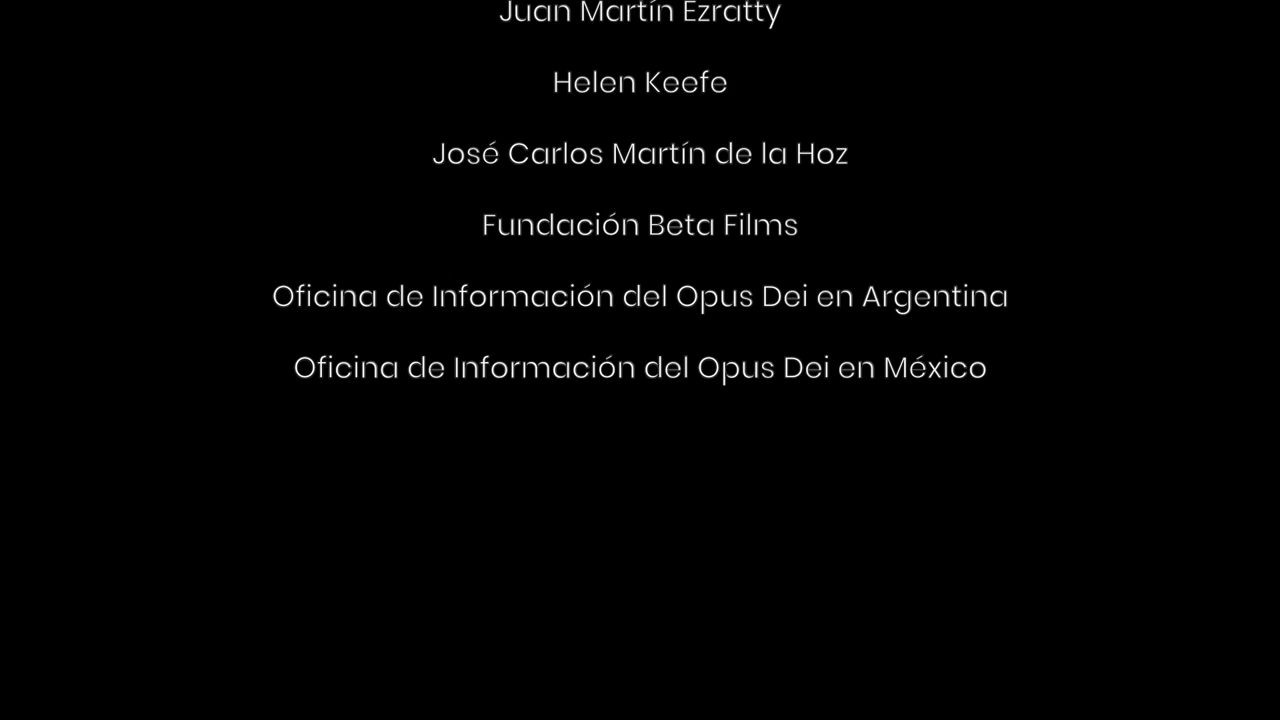 Juan Martín Ezratty
Helen Keefe
José Carlos Martín de la Hoz
Fundación Beta Films
Oficina de Información del Opus Dei en Argentina
Oficina de Información del Opus Dei en México